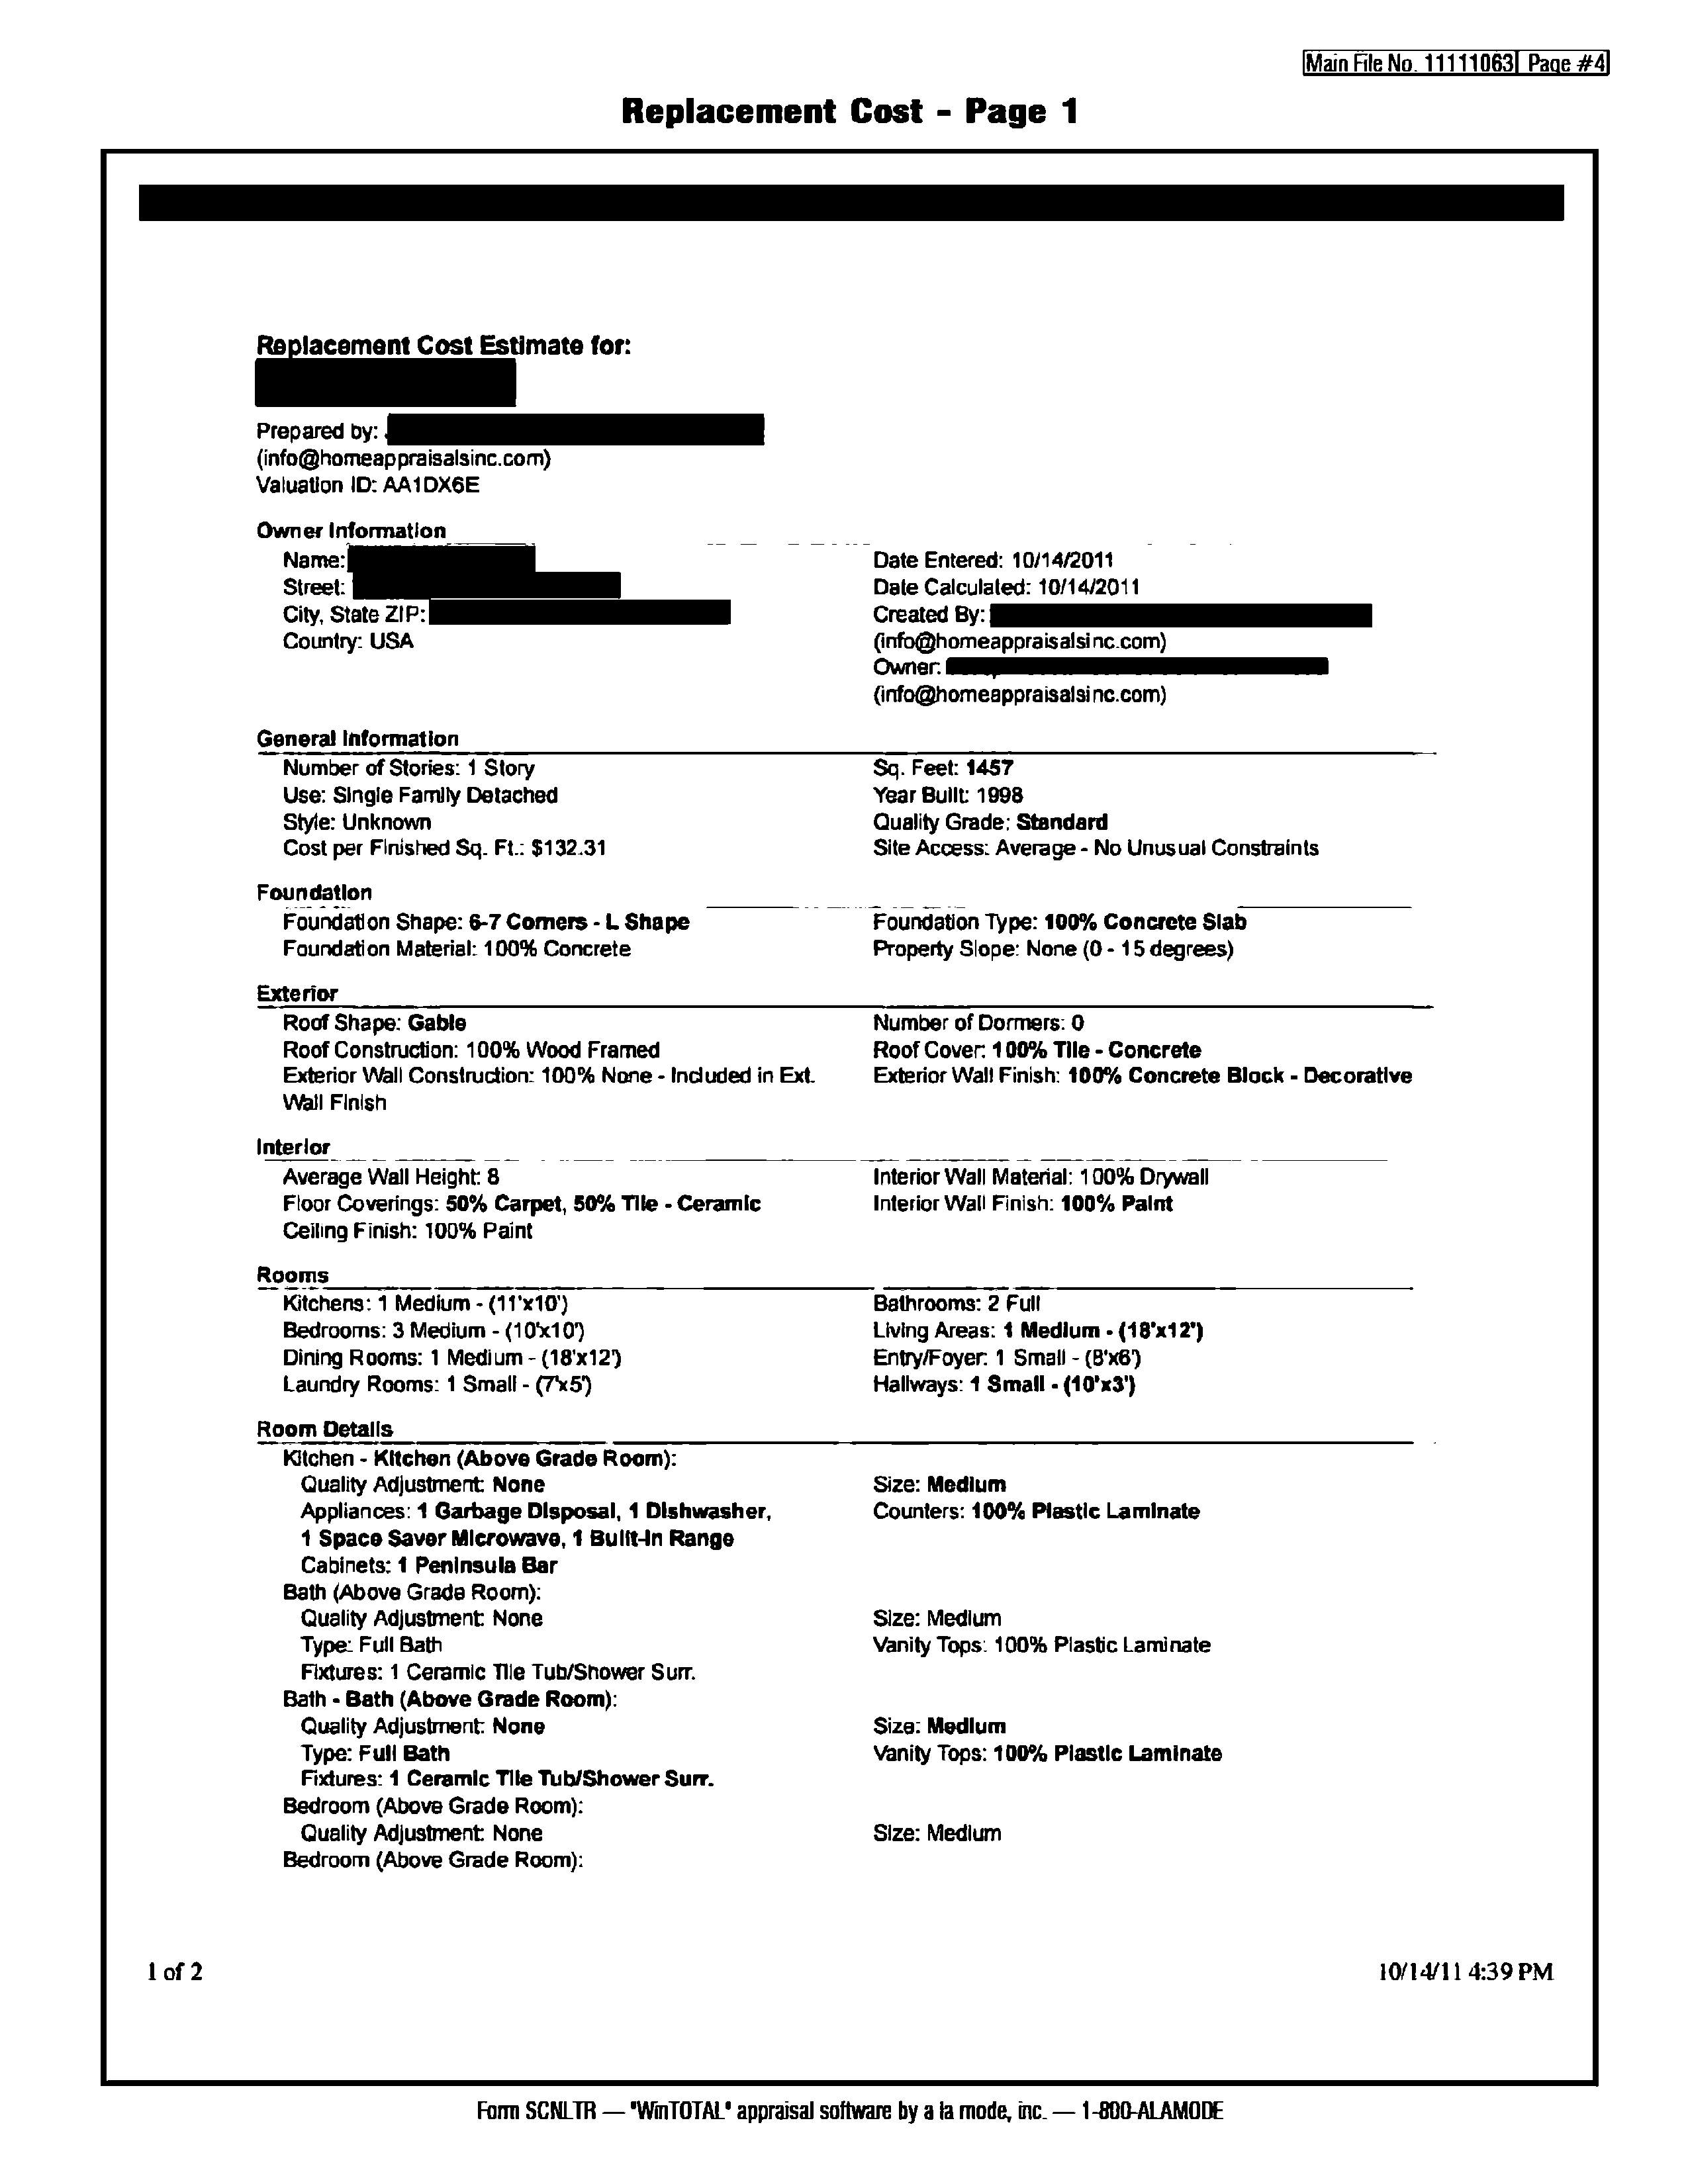 Main File No. 11111063 Page #4
Replacement Cost - Page 1
Replacement Cost Estimate for:
Prepared by:
(info@homeappraisalsinc.com)
Valuation ID: AA1DX6E
Owner Information
Name:
Date Entered: 10/14/2011
Street:
Date Calculated: 10/14/2011
City, State ZIP:
Created By:
Country: USA
(info@homeappraisalsinc.com)
Owner:
(info@homeappraisalsinc.com)
General Information
Number of Stories: 1 Story
Sq. Feet: 1457
Use: Single Family Detached
Year Built: 1998
Style: Unknown
Quality Grade: Standard
Cost per Finished Sq. Ft.: $132.31
Site Access: Average - No Unusual Constraints
Foundation
Foundation Shape: 6-7 Corners - L Shape
Foundation Type: 100% Concrete Slab
Foundation Material: 100% Concrete
Property Slope: None (0 - 15 degrees)
Exterior
Roof Shape: Gable
Number of Dormers: 0
Roof Construction: 100% Wood Framed
Roof Cover: 100% Tile - Concrete
Exterior Wall Construction: 100% None - Included in Ext.
Exterior Wall Finish: 100% Concrete Block - Decorative
Wall Finish
Interior
Average Wall Height: 8
Interior Wall Material: 100% Drywall
Floor Coverings: 50% Carpet, 50% Tile - Ceramic
Interior Wall Finish: 100% Paint
Ceiling Finish: 100% Paint
Rooms
Kitchens: 1 Medium - (11'x10')
Bathrooms: 2 Full
Bedrooms: 3 Medium - (10'x10')
Living Areas: 1 Medium - (18'x12')
Dining Rooms: 1 Medium - (18'x12')
Entry/Foyer: 1 Small - (8'x6')
Laundry Rooms: 1 Small - (7'x5')
Hallways: 1 Small - (10'x3')
Room Details
Kitchen - Kitchen (Above Grade Room):
Quality Adjustment: None
Size: Medium
Appliances: 1 Garbage Disposal, 1 Dishwasher,
Counters: 100% Plastic Laminate
1 Space Saver Microwave, 1 Built-In Range
Cabinets: 1 Peninsula Bar
Bath (Above Grade Room):
Quality Adjustment: None
Size: Medium
Type: Full Bath
Vanity Tops: 100% Plastic Laminate
Fixtures: 1 Ceramic Tile Tub/Shower Surr.
Bath - Bath (Above Grade Room):
Quality Adjustment: None
Size: Medium
Type: Full Bath
Vanity Tops: 100% Plastic Laminate
Fixtures: 1 Ceramic Tile Tub/Shower Surr.
Bedroom (Above Grade Room):
Quality Adjustment: None
Size: Medium
Bedroom (Above Grade Room):
1 of 2
10/14/11 4:39 PM
Form SCNLTR — "WinTOTAL" appraisal software by a la mode, inc. — 1-800-ALAMODE